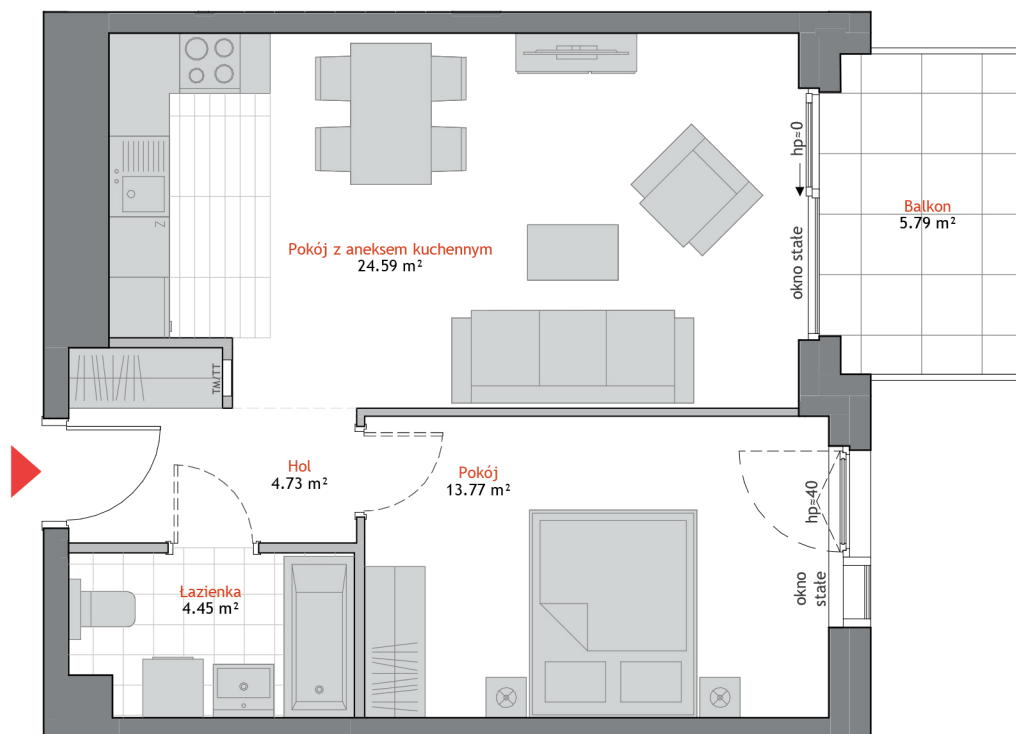 hp≈0
Balkon
5.79 m²
Z
Pokój z aneksem kuchennym
24.59 m²
okno stałe
TM/TT
Hol
4.73 m²
Pokój
13.77 m²
hp≈40
okno
stałe
Łazienka
4.45 m²